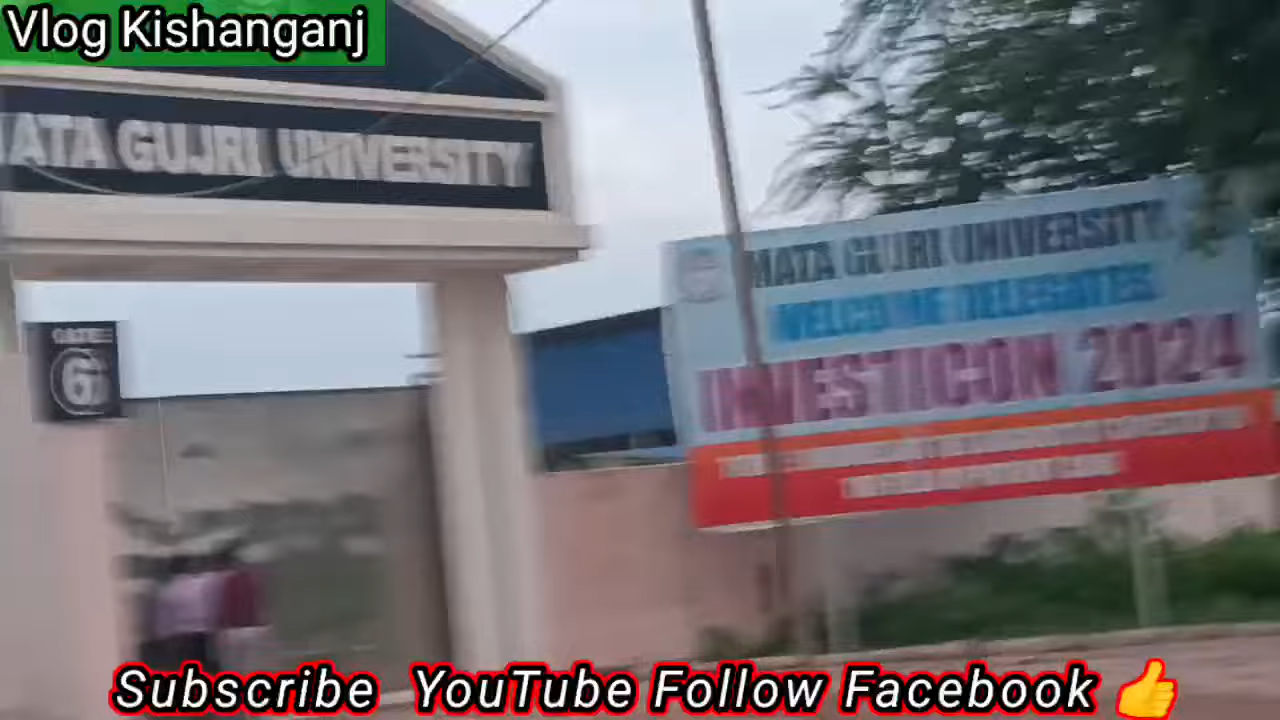 Vlog Kishanganj
MATA GUJRI UNIVERSITY
GATE
6
MATA GUJRI UNIVERSITY
WELCOME DELEGATES
INVESTICON 2024
Subscribe YouTube Follow Facebook 👍